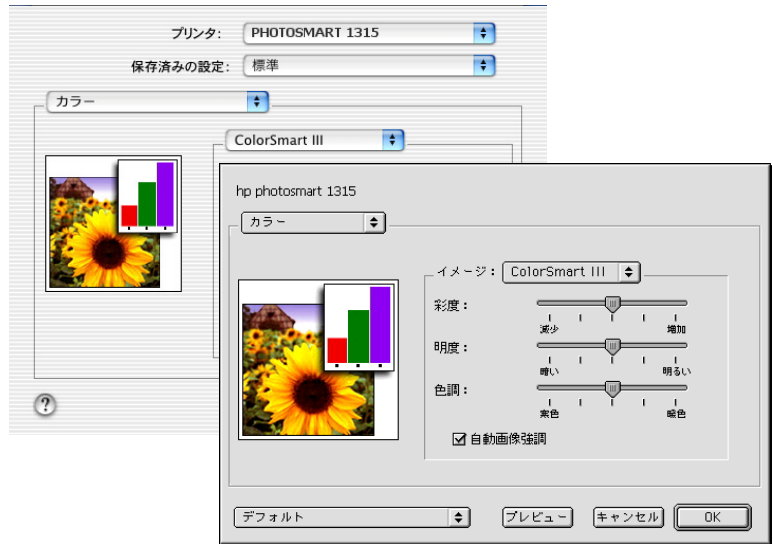 プリンタ: PHOTOSMART 1315
保存済みの設定: 標準
カラー
ColorSmart III
?
hp photosmart 1315
カラー
イメージ: ColorSmart III
彩度:
減少 増加
明度:
暗い 明るい
色調:
寒色 暖色
自動画像強調
デフォルト プレビュー キャンセル OK